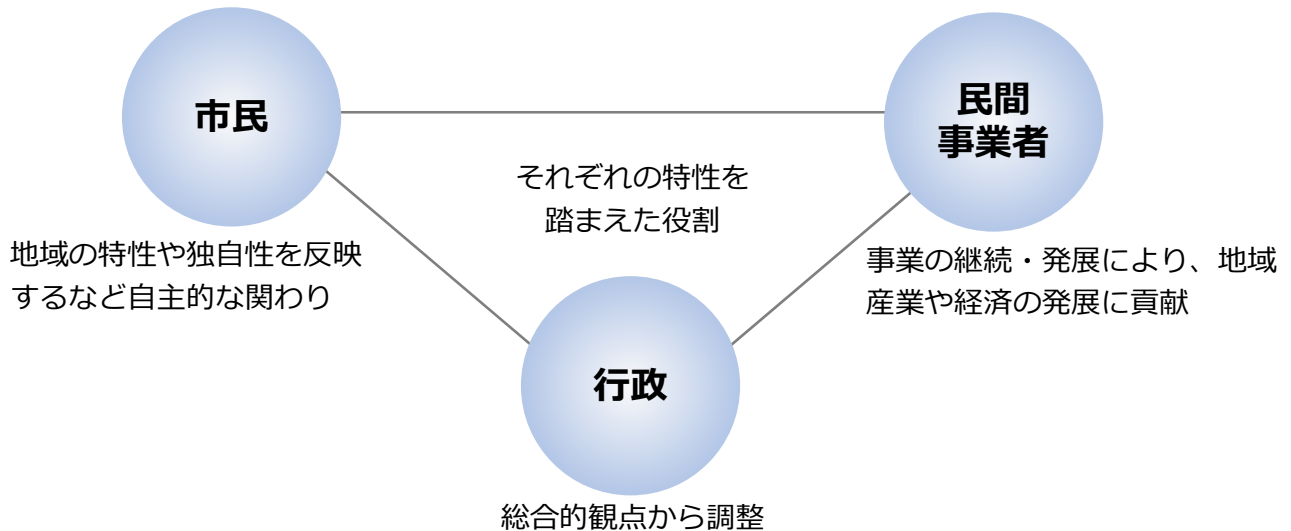 市民
民間
事業者
それぞれの特性を
踏まえた役割
地域の特性や独自性を反映
するなど自主的な関わり
事業の継続・発展により、地域
産業や経済の発展に貢献
行政
総合的観点から調整